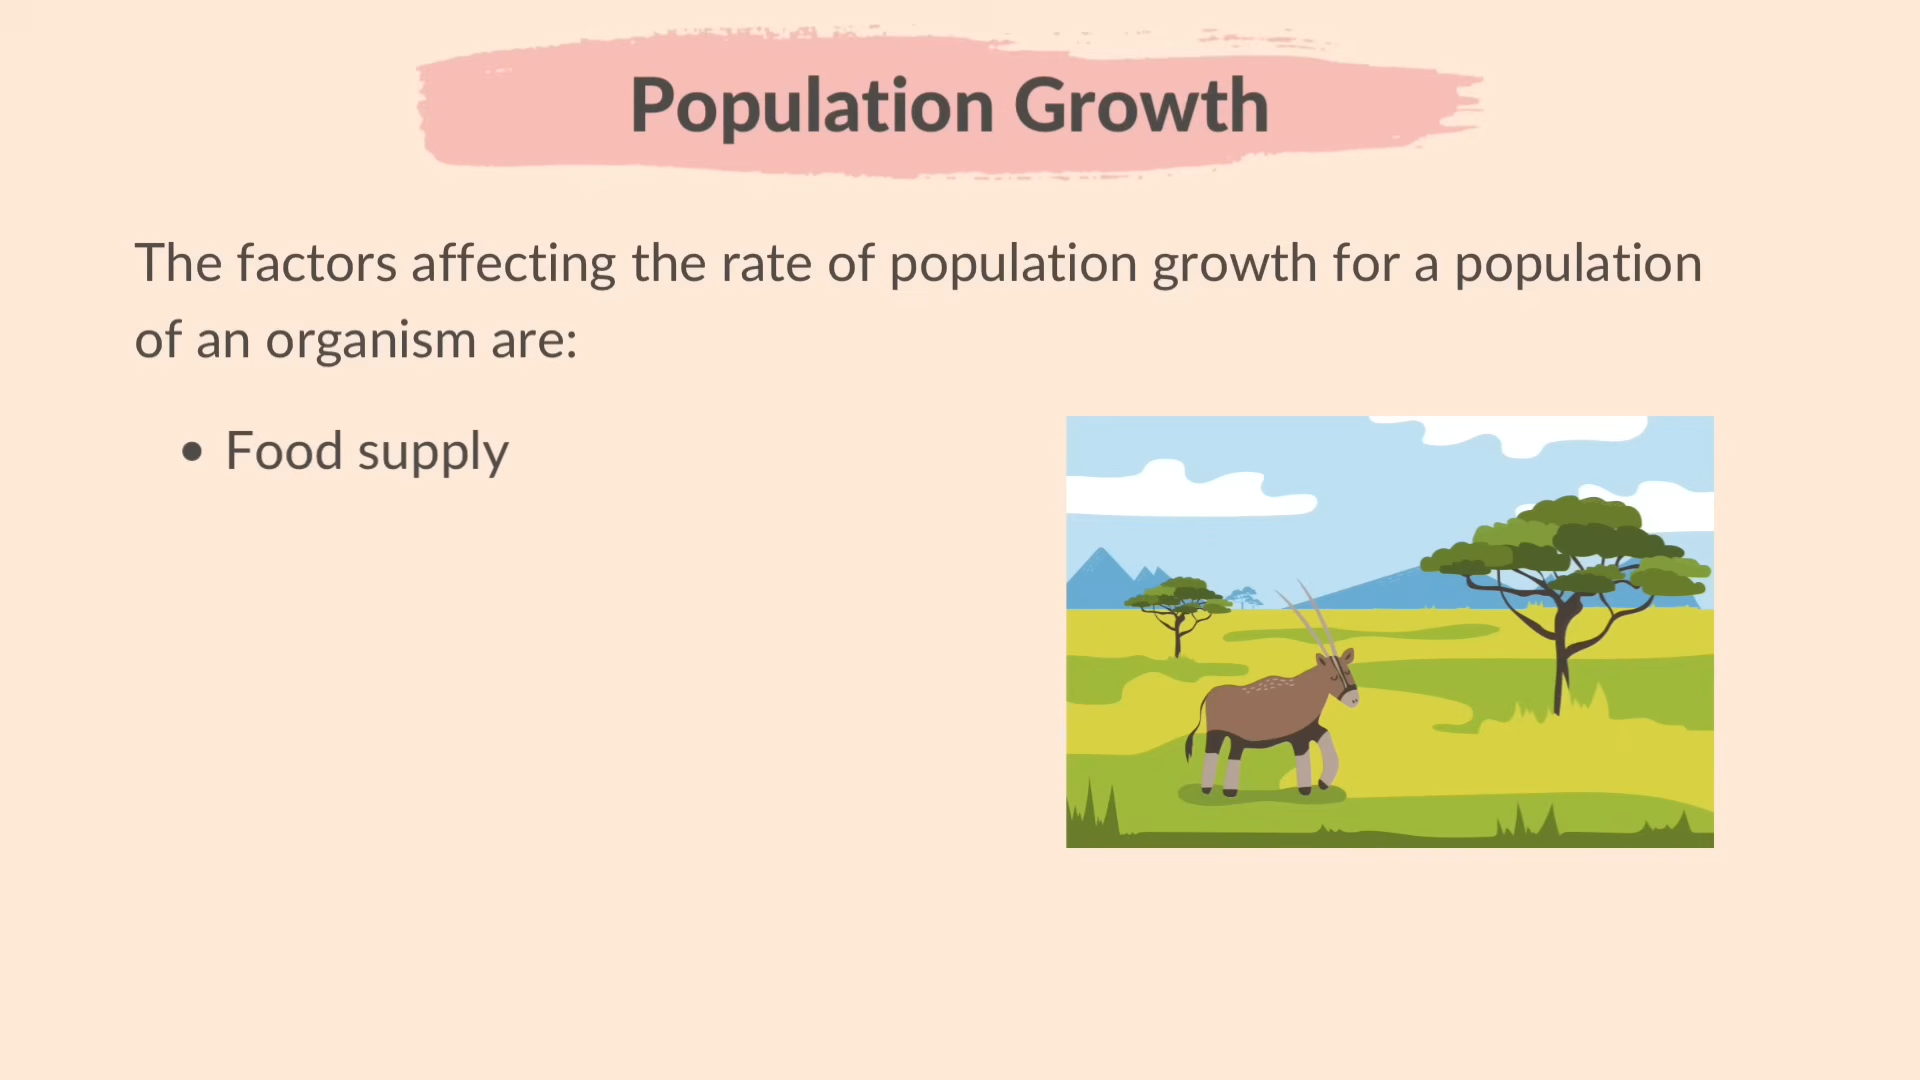 Population Growth
The factors affecting the rate of population growth for a population
of an organism are:
• Food supply